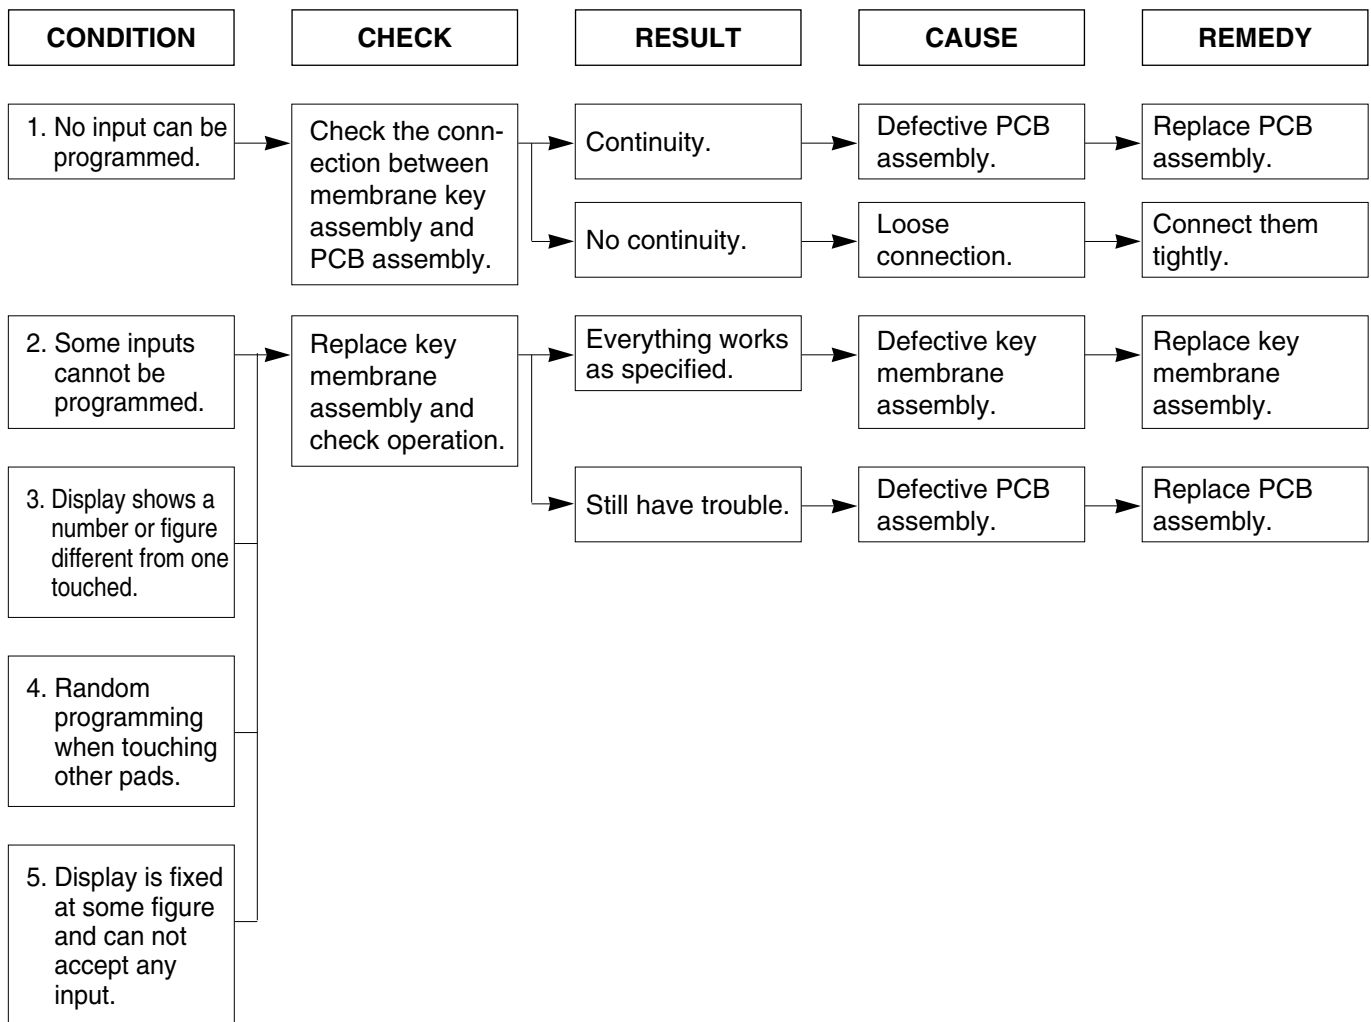 CONDITION
CHECK
RESULT
CAUSE
REMEDY
1. No input can be
programmed.
Check the conn-
ection between
membrane key
assembly and
PCB assembly.
Continuity.
Defective PCB
assembly.
Replace PCB
assembly.
No continuity.
Loose
connection.
Connect them
tightly.
2. Some inputs
cannot be
programmed.
Replace key
membrane
assembly and
check operation.
Everything works
as specified.
Defective key
membrane
assembly.
Replace key
membrane
assembly.
Still have trouble.
Defective PCB
assembly.
Replace PCB
assembly.
3. Display shows a
number or figure
different from one
touched.
4. Random
programming
when touching
other pads.
5. Display is fixed
at some figure
and can not
accept any
input.